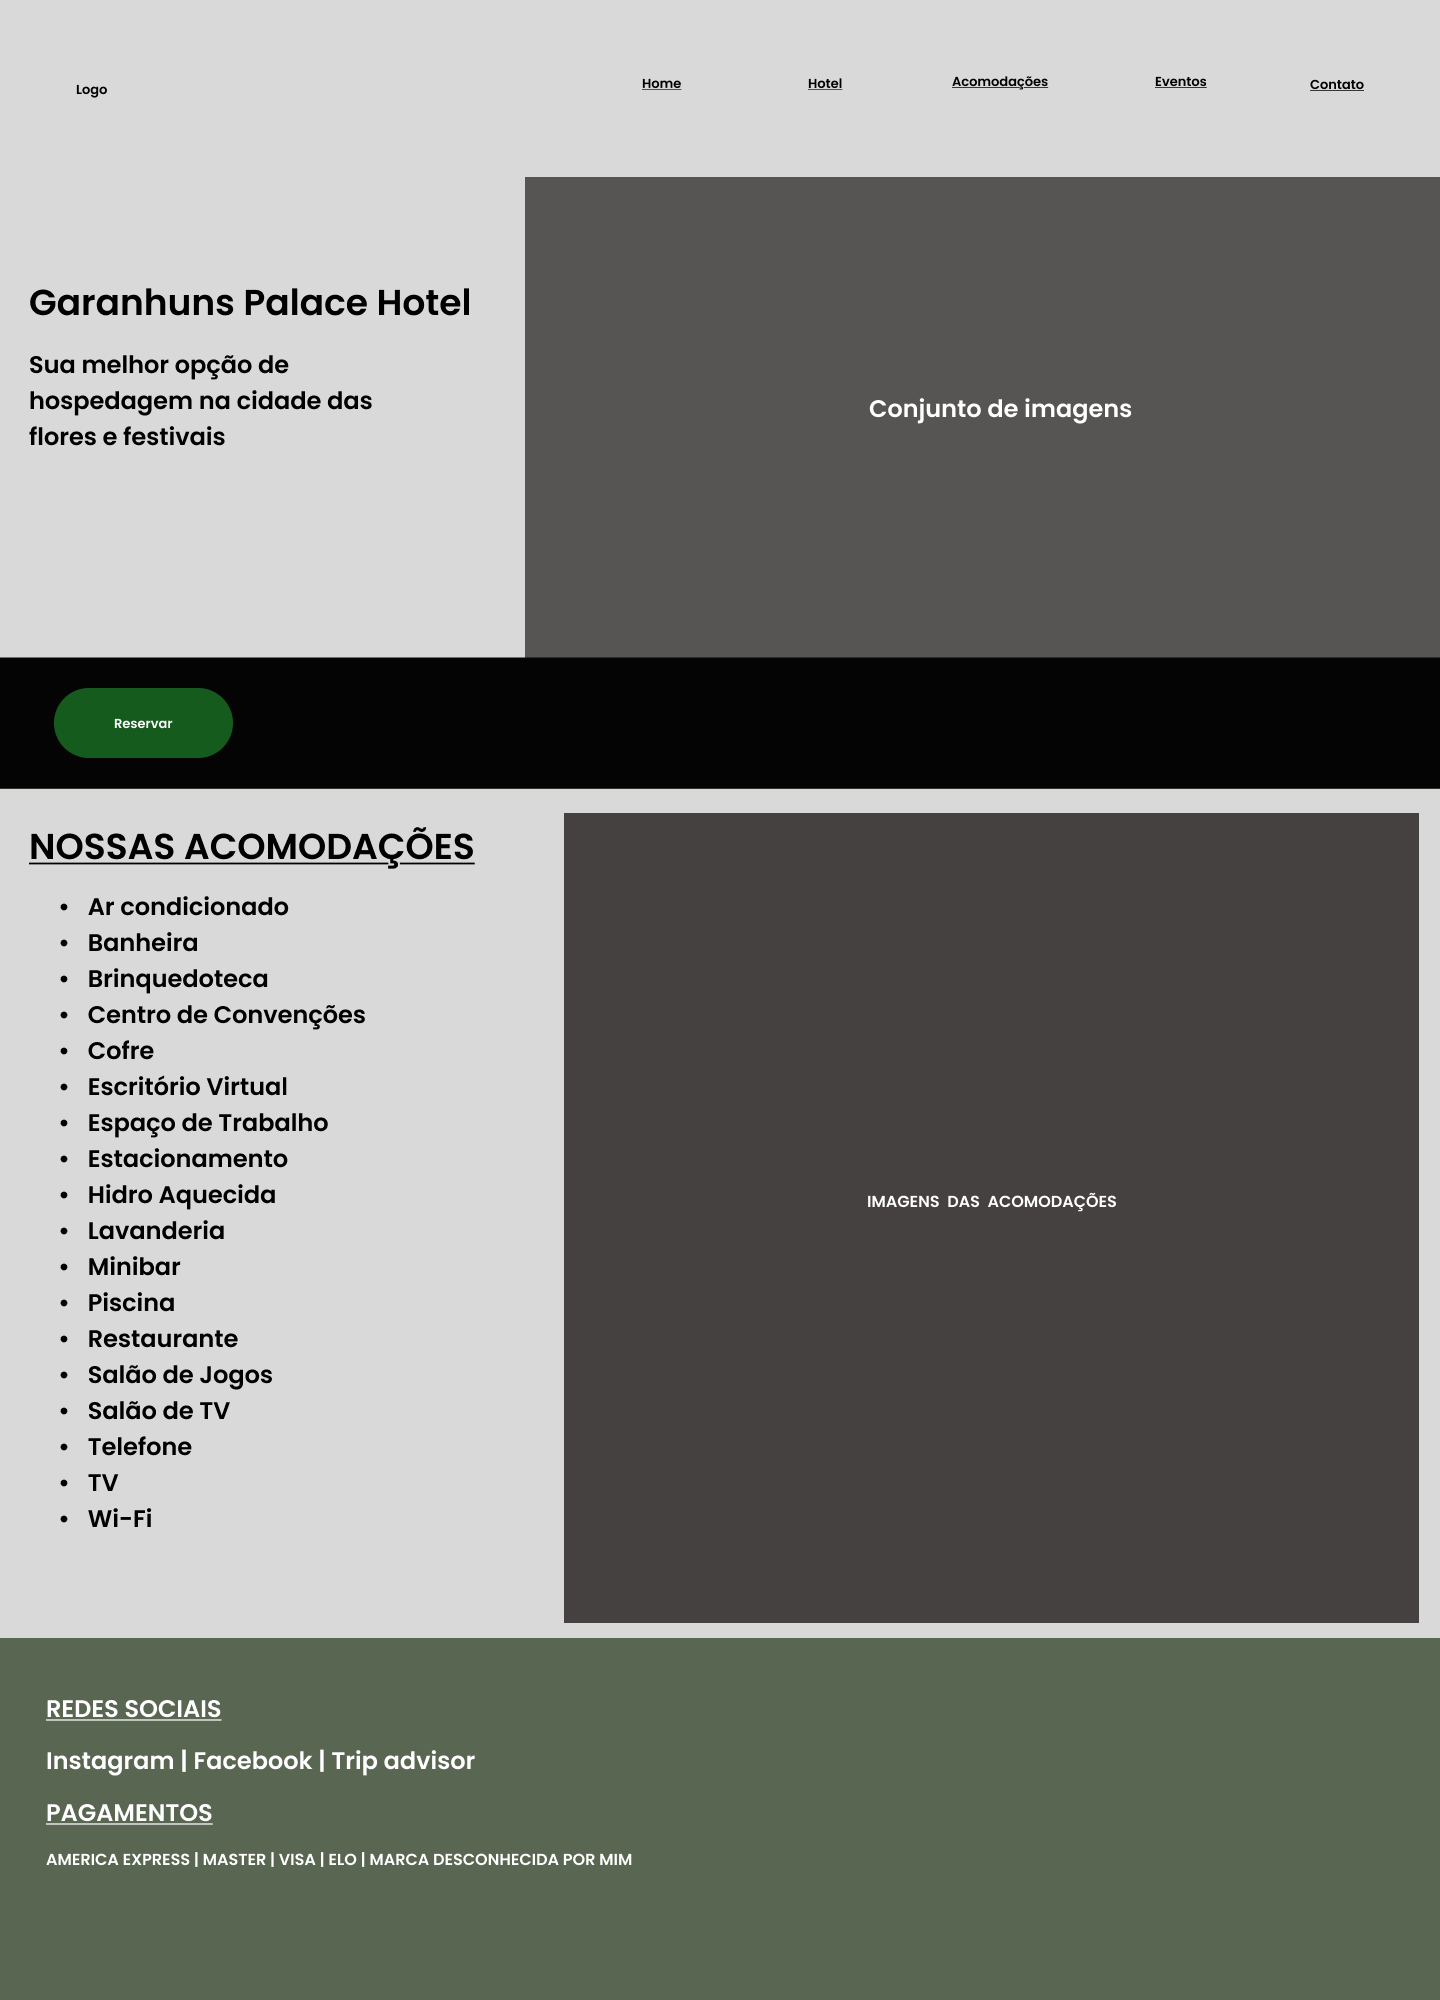 Logo
Home
Hotel
Acomodações
Eventos
Contato
Garanhuns Palace Hotel
Sua melhor opção de
hospedagem na cidade das
flores e festivais
Conjunto de imagens
Reservar
NOSSAS ACOMODAÇÕES
• Ar condicionado
• Banheira
• Brinquedoteca
• Centro de Convenções
• Cofre
• Escritório Virtual
• Espaço de Trabalho
• Estacionamento
• Hidro Aquecida
• Lavanderia
• Minibar
• Piscina
• Restaurante
• Salão de Jogos
• Salão de TV
• Telefone
• TV
• Wi-Fi
IMAGENS DAS ACOMODAÇÕES
REDES SOCIAIS
Instagram | Facebook | Trip advisor
PAGAMENTOS
AMERICA EXPRESS | MASTER | VISA | ELO | MARCA DESCONHECIDA POR MIM